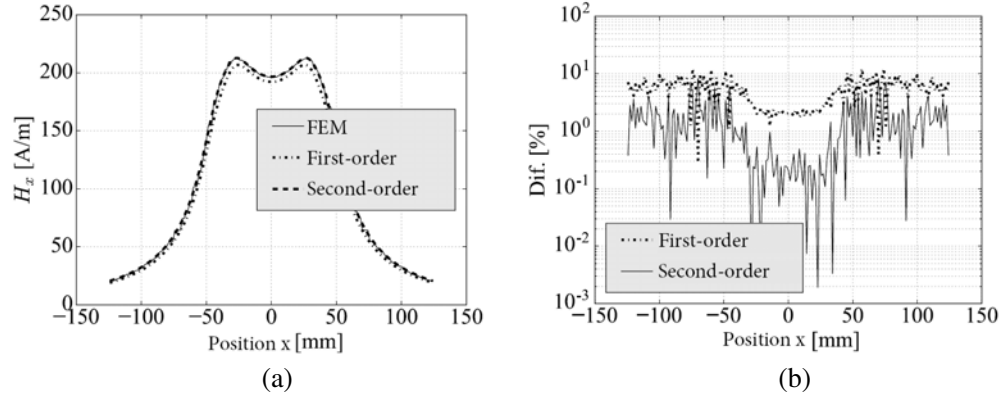 250
200
150
100
50
0
H_x [A/m]
FEM
First-order
Second-order
−150 −100 −50 0 50 100 150
Position x [mm]
(a)
10^2
10^1
10^0
10^-1
10^-2
10^-3
Dif. [%]
First-order
Second-order
−150 −100 −50 0 50 100 150
Position x [mm]
(b)